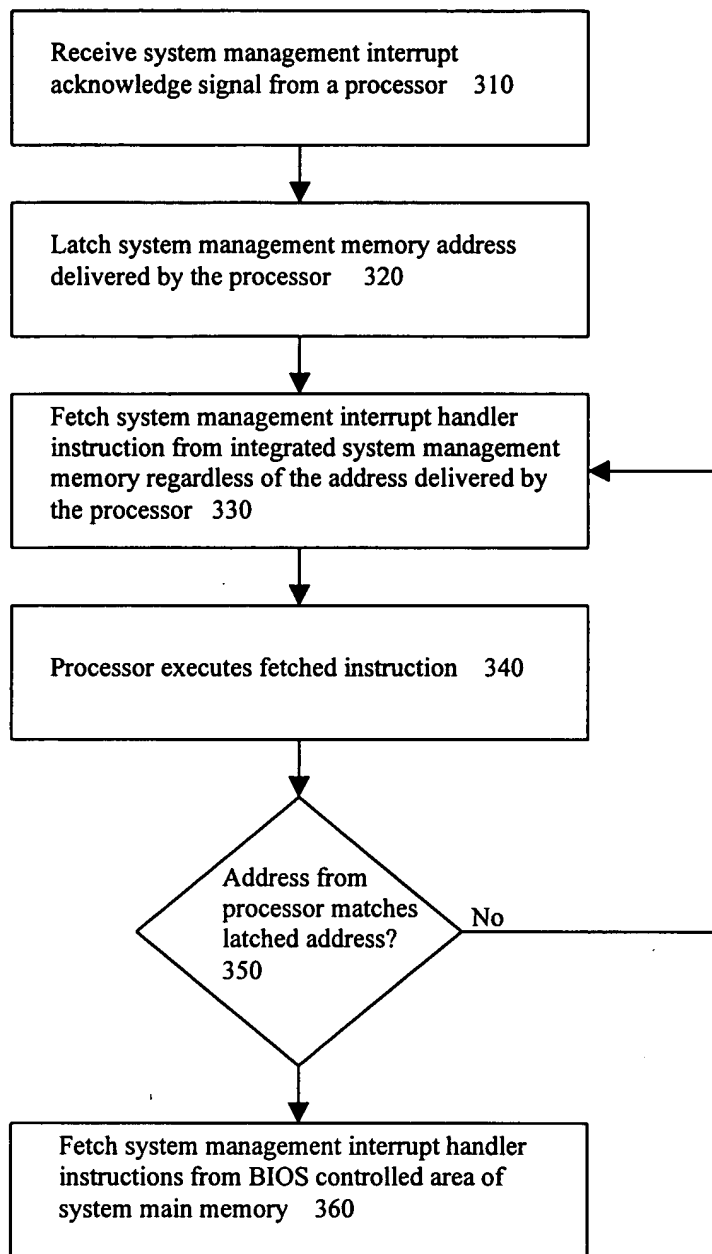 Receive system management interrupt
acknowledge signal from a processor 310
Latch system management memory address
delivered by the processor 320
Fetch system management interrupt handler
instruction from integrated system management
memory regardless of the address delivered by
the processor 330
Processor executes fetched instruction 340
Address from
processor matches
latched address?
350
No
Fetch system management interrupt handler
instructions from BIOS controlled area of
system main memory 360